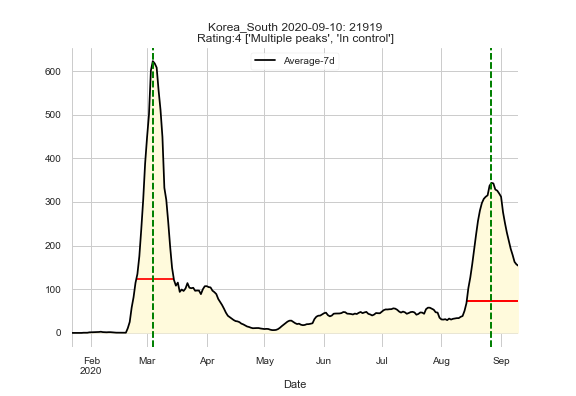 Korea_South 2020-09-10: 21919
Rating:4 ['Multiple peaks', 'In control']
Average-7d
600
500
400
300
200
100
0
Feb Mar Apr May Jun Jul Aug Sep
2020
Date